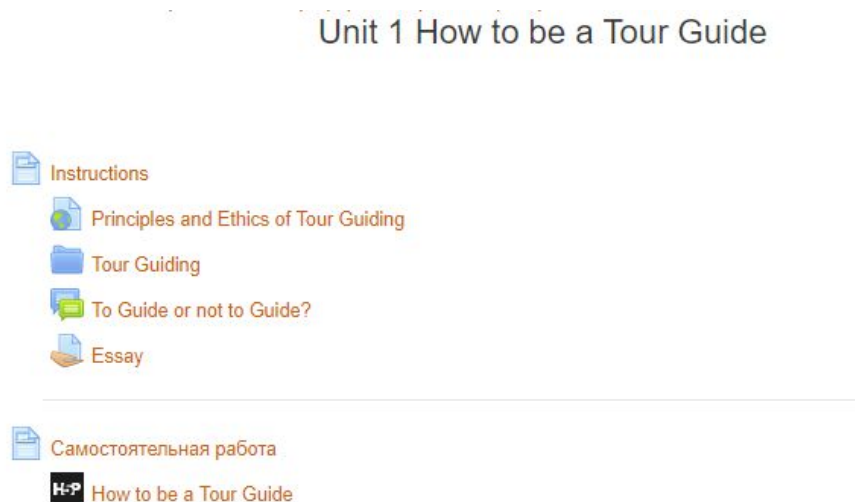 Unit 1 How to be a Tour Guide
Instructions
Principles and Ethics of Tour Guiding
Tour Guiding
To Guide or not to Guide?
Essay
Самостоятельная работа
H-P How to be a Tour Guide